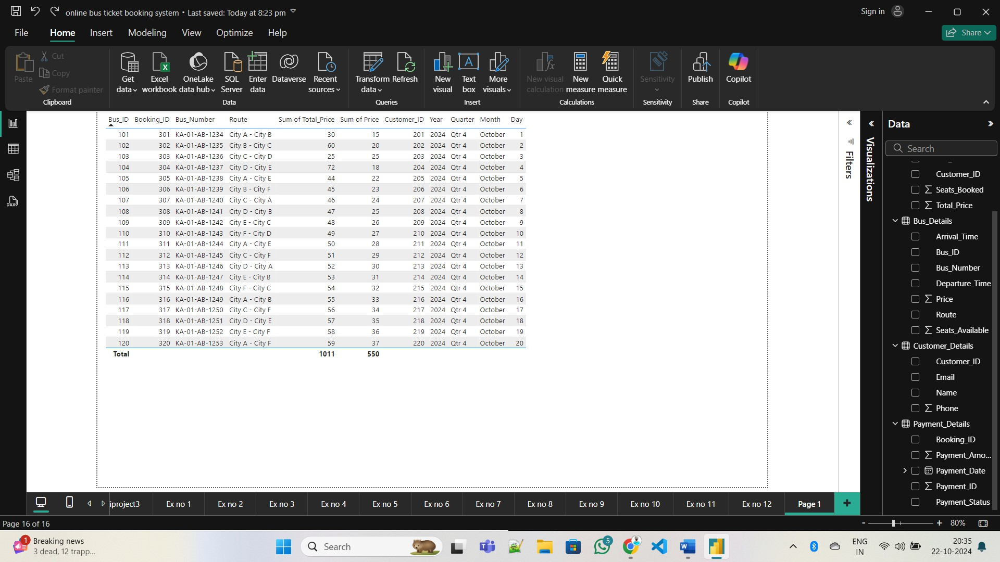 online bus ticket booking system • Last saved: Today at 8:23 pm
Sign in
File Home Insert Modeling View Optimize Help
Share
Paste
Cut
Copy
Format painter
Clipboard
Get data
Excel workbook
OneLake data hub
SQL Server
Enter data
Dataverse
Recent sources
Data
Transform data
Refresh
Queries
New visual
Text box
More visuals
Insert
New visual calculation
New measure
Quick measure
Calculations
Sensitivity
Sensitivity
Publish
Share
Copilot
Copilot
Bus_ID Booking_ID Bus_Number Route Sum of Total_Price Sum of Price Customer_ID Year Quarter Month Day
101 301 KA-01-AB-1234 City A - City B 30 15 201 2024 Qtr 4 October 1
102 302 KA-01-AB-1235 City B - City C 60 20 202 2024 Qtr 4 October 2
103 303 KA-01-AB-1236 City C - City D 25 25 203 2024 Qtr 4 October 3
104 304 KA-01-AB-1237 City D - City E 72 18 204 2024 Qtr 4 October 4
105 305 KA-01-AB-1238 City A - City E 44 22 205 2024 Qtr 4 October 5
106 306 KA-01-AB-1239 City B - City F 45 23 206 2024 Qtr 4 October 6
107 307 KA-01-AB-1240 City C - City A 46 24 207 2024 Qtr 4 October 7
108 308 KA-01-AB-1241 City D - City B 47 25 208 2024 Qtr 4 October 8
109 309 KA-01-AB-1242 City E - City C 48 26 209 2024 Qtr 4 October 9
110 310 KA-01-AB-1243 City F - City D 49 27 210 2024 Qtr 4 October 10
111 311 KA-01-AB-1244 City A - City E 50 28 211 2024 Qtr 4 October 11
112 312 KA-01-AB-1245 City C - City F 51 29 212 2024 Qtr 4 October 12
113 313 KA-01-AB-1246 City D - City A 52 30 213 2024 Qtr 4 October 13
114 314 KA-01-AB-1247 City E - City B 53 31 214 2024 Qtr 4 October 14
115 315 KA-01-AB-1248 City F - City C 54 32 215 2024 Qtr 4 October 15
116 316 KA-01-AB-1249 City A - City B 55 33 216 2024 Qtr 4 October 16
117 317 KA-01-AB-1250 City C - City F 56 34 217 2024 Qtr 4 October 17
118 318 KA-01-AB-1251 City D - City E 57 35 218 2024 Qtr 4 October 18
119 319 KA-01-AB-1252 City E - City F 58 36 219 2024 Qtr 4 October 19
120 320 KA-01-AB-1253 City A - City F 59 37 220 2024 Qtr 4 October 20
Total 1011 550
Filters
Visualizations
Data
Search
Customer_ID
Seats_Booked
Total_Price
Bus_Details
Arrival_Time
Bus_ID
Bus_Number
Departure_Time
Price
Route
Seats_Available
Customer_Details
Customer_ID
Email
Name
Phone
Payment_Details
Booking_ID
Payment_Amo...
Payment_Date
Payment_ID
Payment_Status
DAX
iproject3 Ex no 1 Ex no 2 Ex no 3 Ex no 4 Ex no 5 Ex no 6 Ex no 7 Ex no 8 Ex no 9 Ex no 10 Ex no 11 Ex no 12 Page 1 +
Page 16 of 16
- + 80%
1
Breaking news
3 dead, 12 trapp...
Search
5
ENG
IN
20:35
22-10-2024